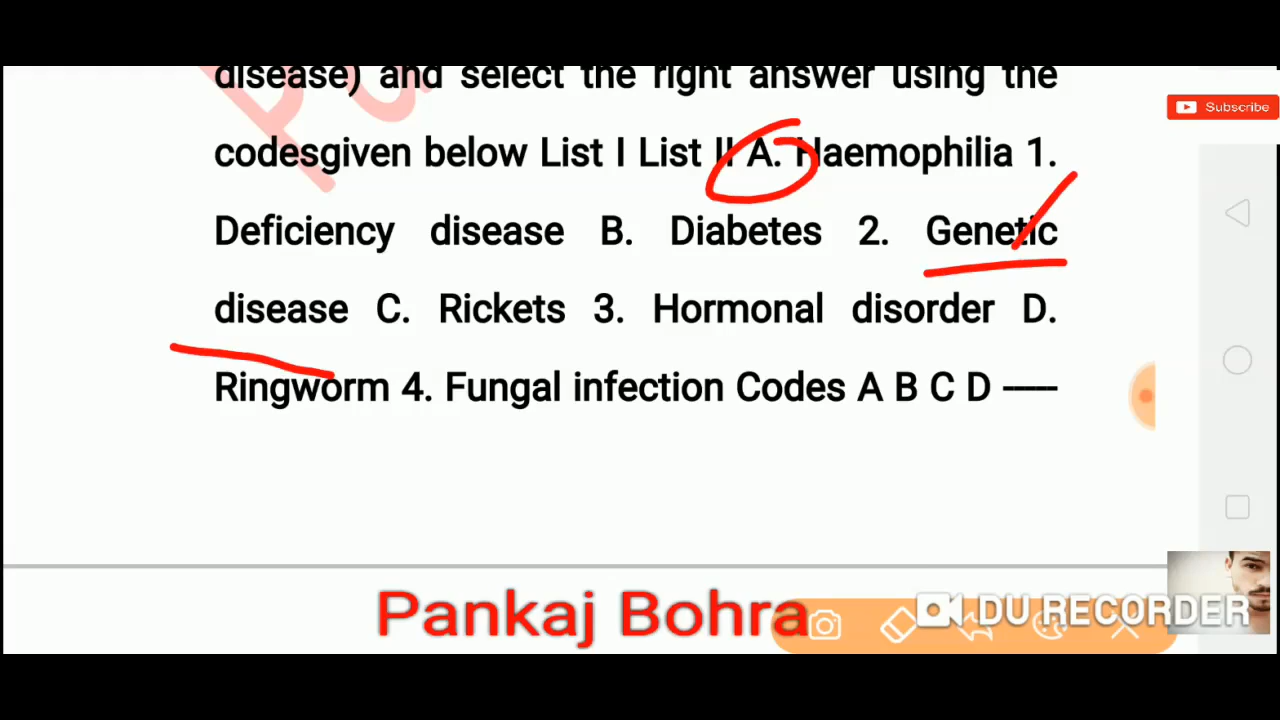 disease) and select the right answer using the
Subscribe
codesgiven below List I List II A. Haemophilia 1.
Deficiency disease B. Diabetes 2. Genetic
disease C. Rickets 3. Hormonal disorder D.
Ringworm 4. Fungal infection Codes A B C D -----
Pankaj Bohra
DU RECORDER